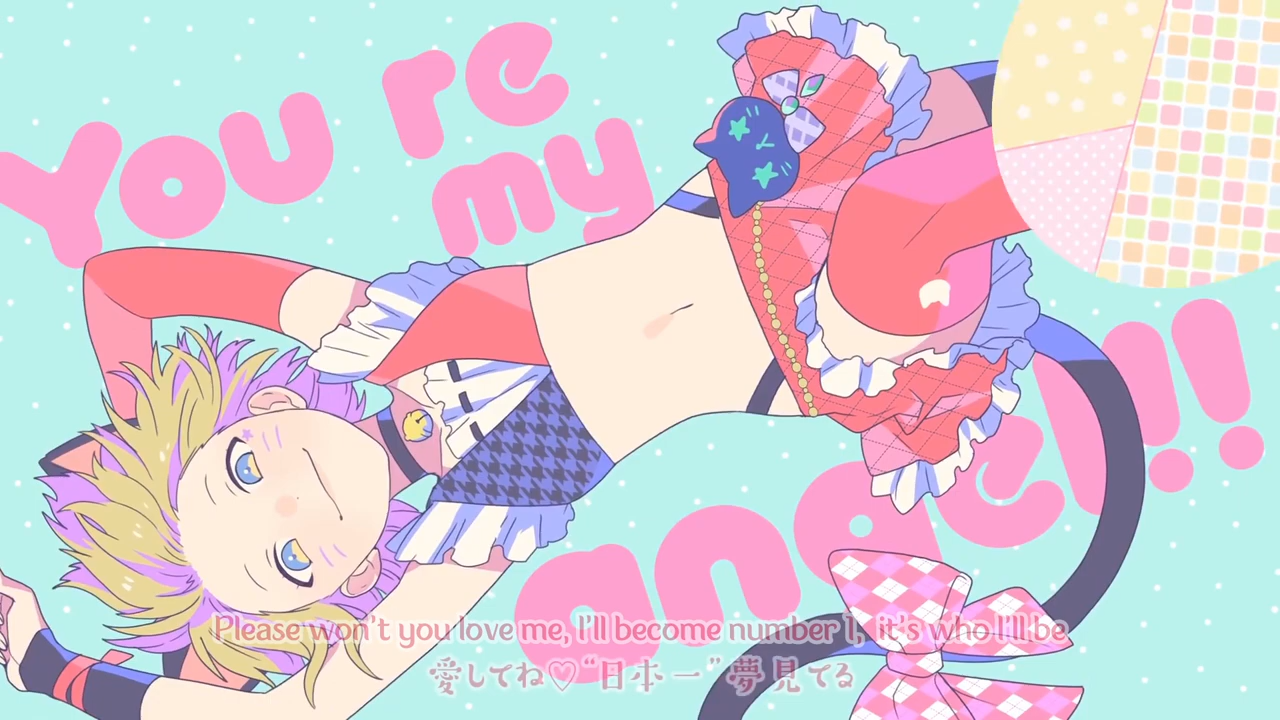 You're
my
angel!!
Please won't you love me, I'll become number 1, it's who I'll be
愛してね♡“日本一”夢見てる